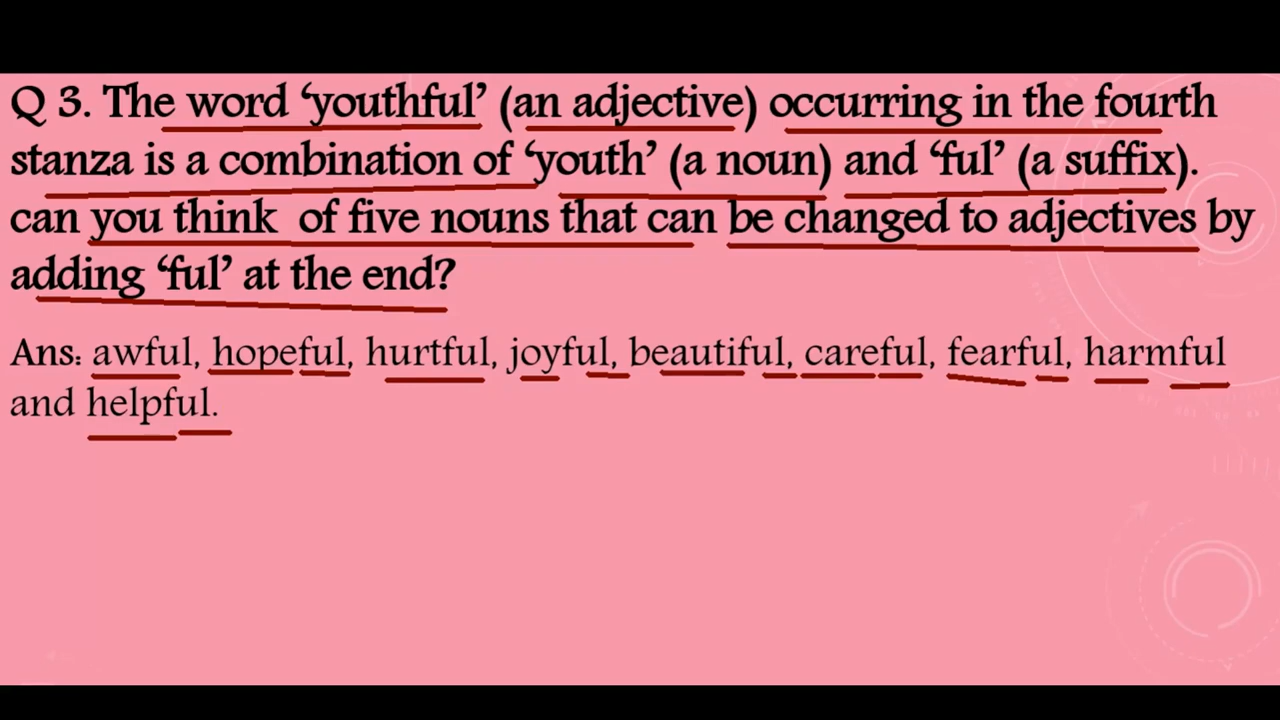 Q 3. The word ‘youthful’ (an adjective) occurring in the fourth
stanza is a combination of ‘youth’ (a noun) and ‘ful’ (a suffix).
can you think of five nouns that can be changed to adjectives by
adding ‘ful’ at the end?
Ans: awful, hopeful, hurtful, joyful, beautiful, careful, fearful, harmful
and helpful.